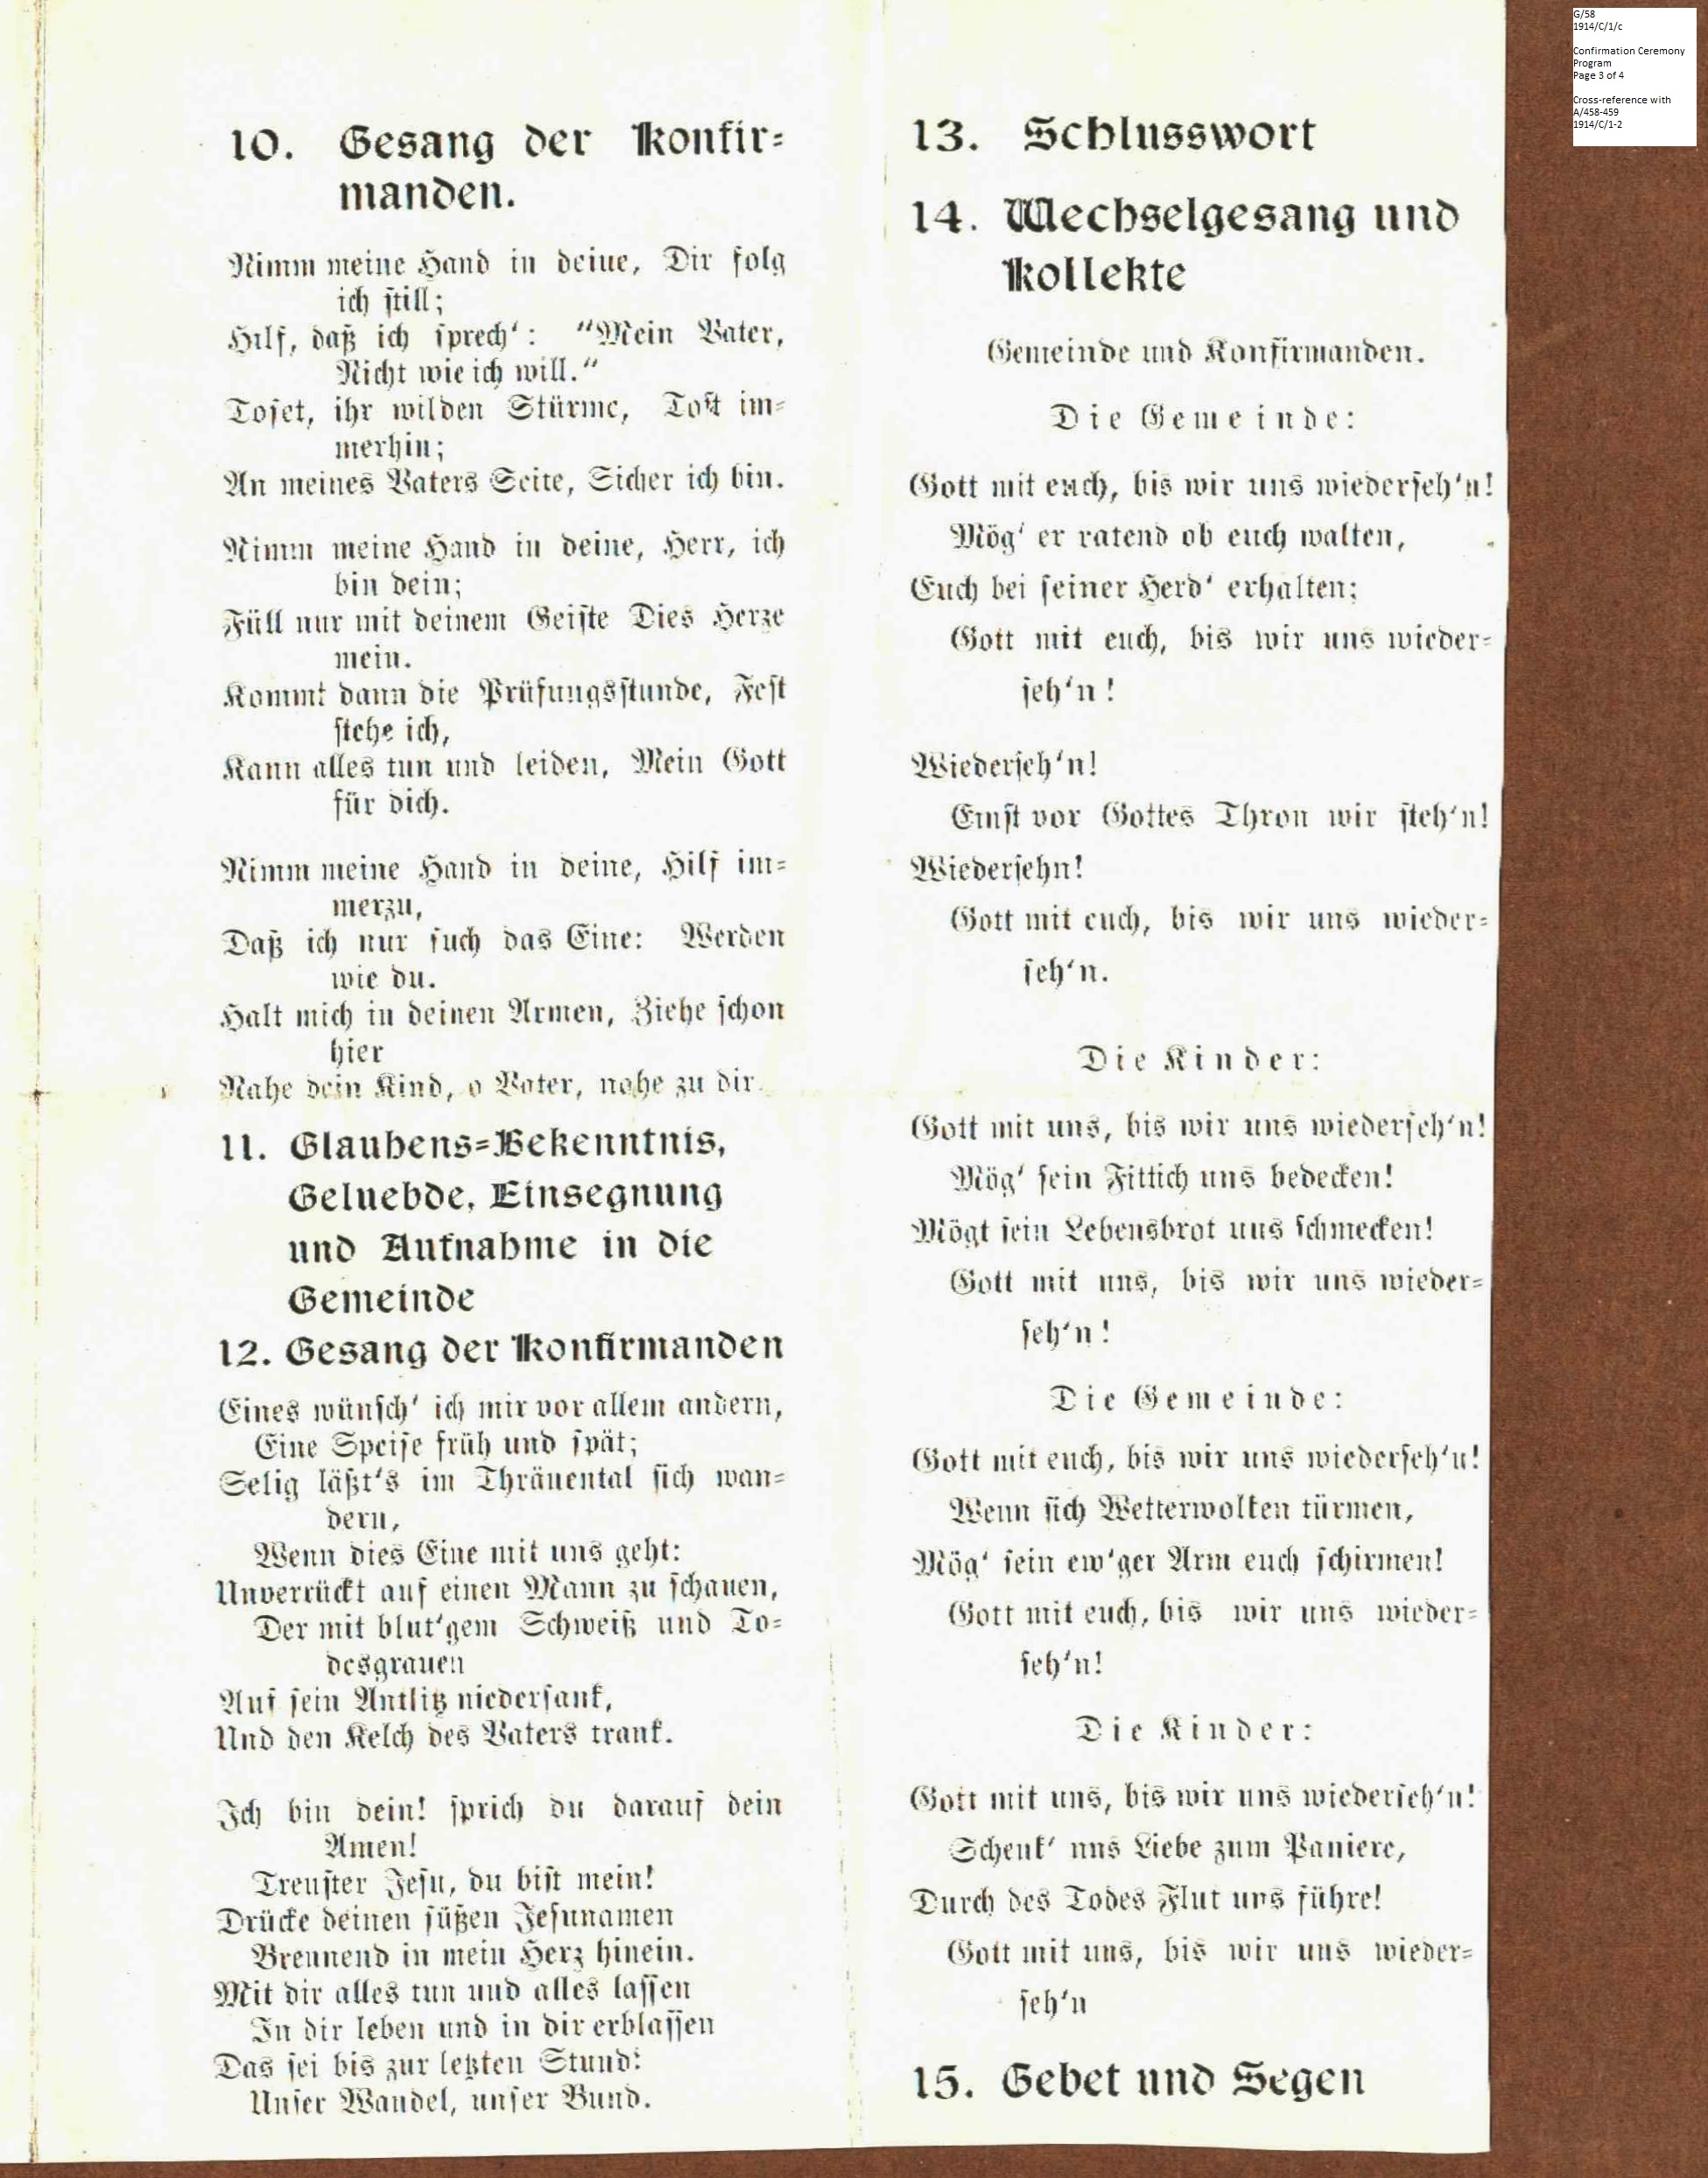 10. Gesang der Konfir-
manden.
Nimm meine Hand in deine, Dir folg
ich still;
Hilf, daß ich sprech‘: “Mein Vater,
Nicht wie ich will.“
Toset, ihr wilden Stürme, Tost im-
merhin;
An meines Vaters Seite, Sicher ich bin.
Nimm meine Hand in deine, Herr, ich
bin dein;
Füll nur mit deinem Geiste Dies Herze
mein.
Kommt dann die Prüfungsstunde, Fest
stehe ich,
Kann alles tun und leiden, Mein Gott
für dich.
Nimm meine Hand in deine, Hilf im-
merzu,
Daß ich nur such das Eine: Werden
wie du.
Halt mich in deinen Armen, Ziehe schon
hier
Nahe dein Kind, o Vater, nahe zu dir.
11. Glaubens-Bekenntnis,
Geluebde, Einsegnung
und Aufnahme in die
Gemeinde
12. Gesang der Konfirmanden
Eines wünsch‘ ich mir vor allem andern,
Eine Speise früh und spät;
Selig läßt‘s im Thränental sich wan-
dern,
Wenn dies Eine mit uns geht:
Unverrückt auf einen Mann zu schauen,
Der mit blut‘gem Schweiß und To-
desgrauen
Auf sein Antlitz niedersank,
Und den Kelch des Vaters trank.
Ich bin dein! sprich du darauf dein
Amen!
Treuster Jesu, du bist mein!
Drücke deinen süßen Jesunamen
Brennend in mein Herz hinein.
Mit dir alles tun und alles lassen
In dir leben und in dir erblassen
Das sei bis zur letzten Stund:
Unser Wandel, unser Bund.
13. Schlusswort
14. Wechselgesang und
Kollekte
Gemeinde und Konfirmanden.
Die Gemeinde:
Gott mit euch, bis wir uns wiederseh‘n!
Mög‘ er ratend ob euch walten,
Euch bei seiner Herd‘ erhalten;
Gott mit euch, bis wir uns wieder-
seh‘n!
Wiederseh‘n!
Einst vor Gottes Thron wir steh‘n!
Wiedersehn!
Gott mit euch, bis wir uns wieder-
seh‘n.
Die Kinder:
Gott mit uns, bis wir uns wiederseh‘n!
Mög‘ sein Fittich uns bedecken!
Mögt sein Lebensbrot uns schmecken!
Gott mit uns, bis wir uns wieder-
seh‘n!
Die Gemeinde:
Gott mit euch, bis wir uns wiederseh‘n!
Wenn sich Wetterwolken türmen,
Mög‘ sein ew‘ger Arm euch schirmen!
Gott mit euch, bis wir uns wieder-
seh‘n!
Die Kinder:
Gott mit uns, bis wir uns wiederseh‘n!
Schenk‘ uns Liebe zum Paniere,
Durch des Todes Flut uns führe!
Gott mit uns, bis wir uns wieder-
seh‘n
15. Gebet und Segen
G/58
1914/C/1/c
Confirmation Ceremony
Program
Page 3 of 4
Cross-reference with
A/458-459
1914/C/1-2